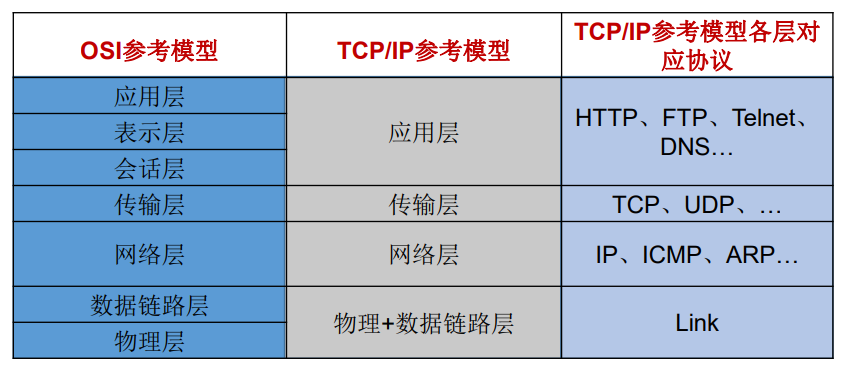 OSI参考模型
TCP/IP参考模型
TCP/IP参考模型各层对
应协议
应用层
表示层
会话层
应用层
HTTP、FTP、Telnet、
DNS…
传输层
传输层
TCP、UDP、…
网络层
网络层
IP、ICMP、ARP…
数据链路层
物理层
物理+数据链路层
Link